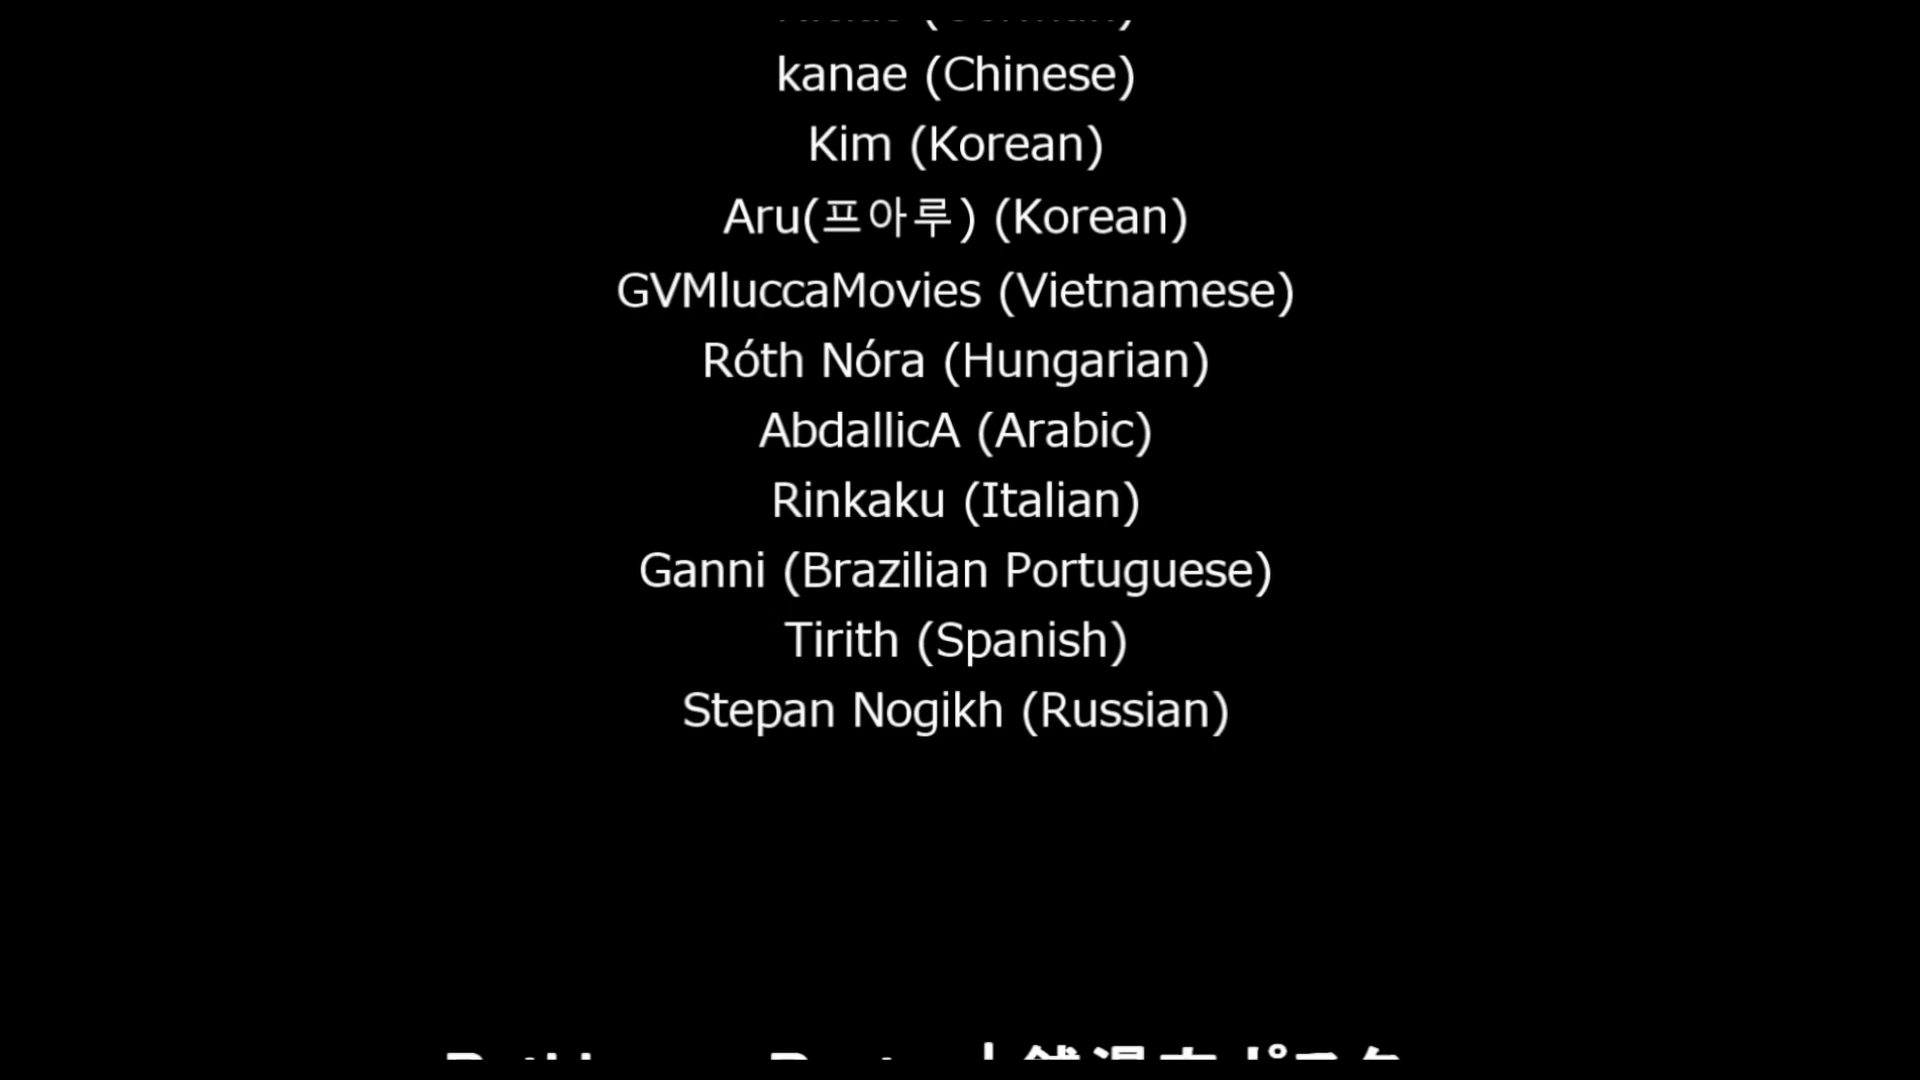 kanae (Chinese)
Kim (Korean)
Aru(프아루) (Korean)
GVMluccaMovies (Vietnamese)
Róth Nóra (Hungarian)
AbdallicA (Arabic)
Rinkaku (Italian)
Ganni (Brazilian Portuguese)
Tirith (Spanish)
Stepan Nogikh (Russian)